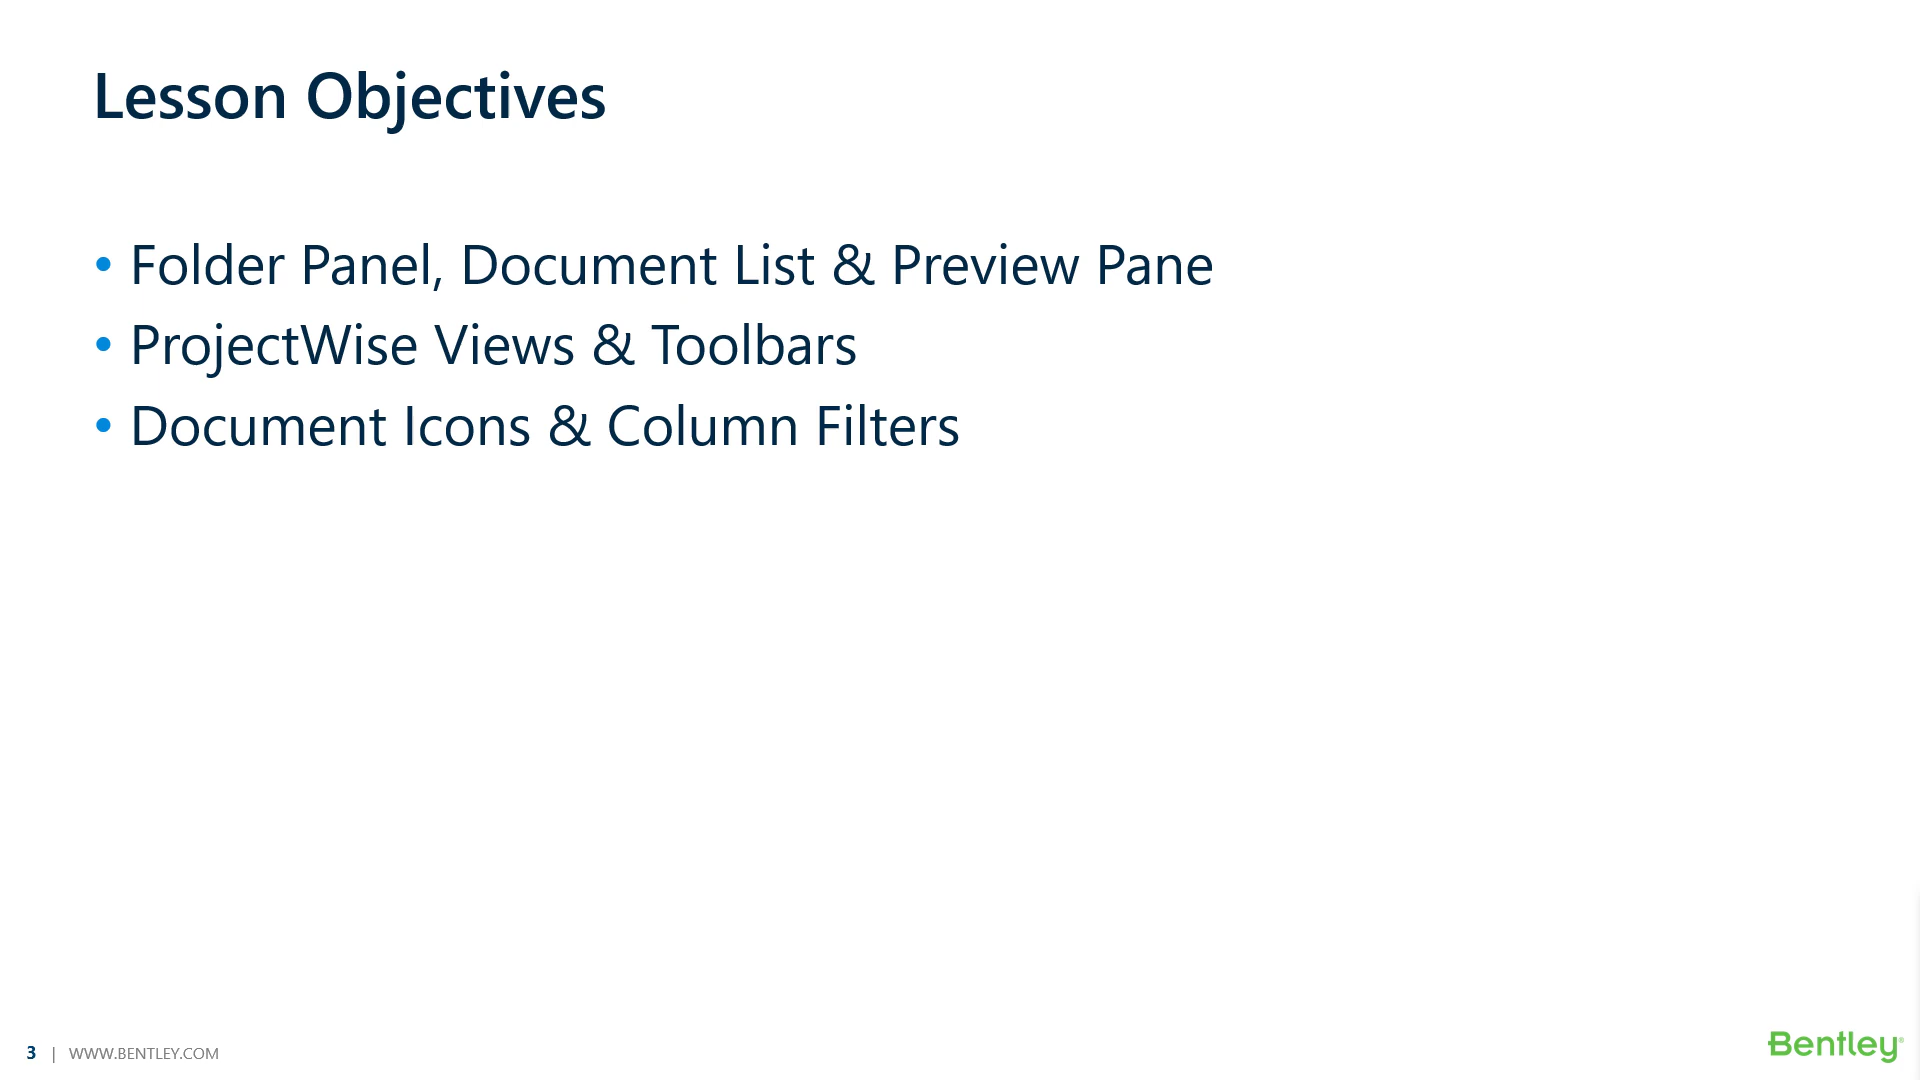 Lesson Objectives
• Folder Panel, Document List & Preview Pane
• ProjectWise Views & Toolbars
• Document Icons & Column Filters
3 | WWW.BENTLEY.COM
Bentley®